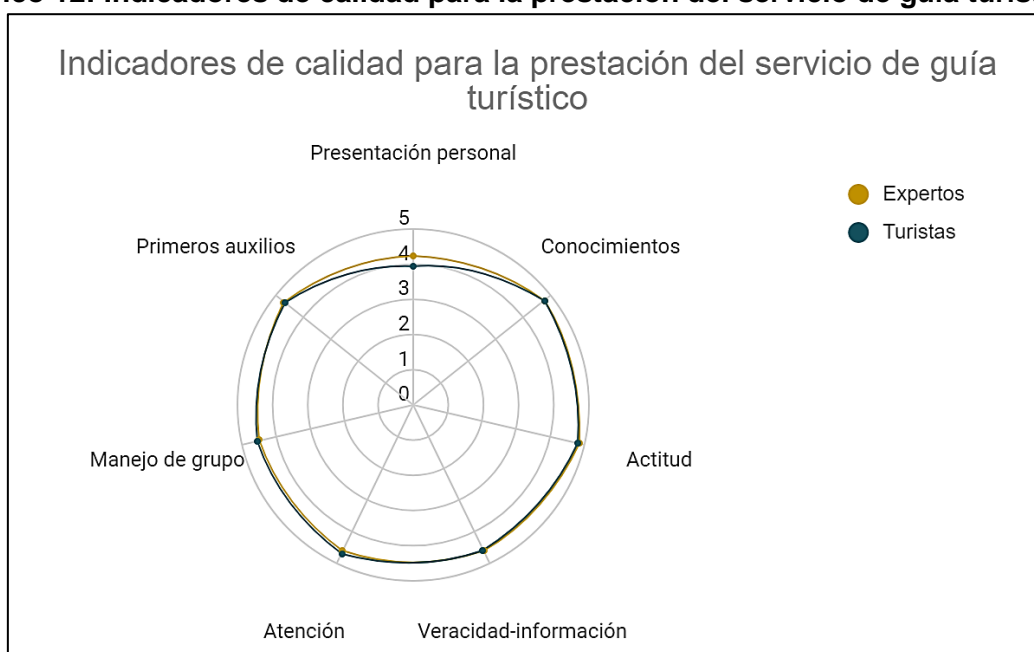 Indicadores de calidad para la prestación del servicio de guía
turístico
Presentación personal
Expertos
Turistas
5
4
3
2
1
0
Primeros auxilios
Conocimientos
Manejo de grupo
Actitud
Atención
Veracidad-información